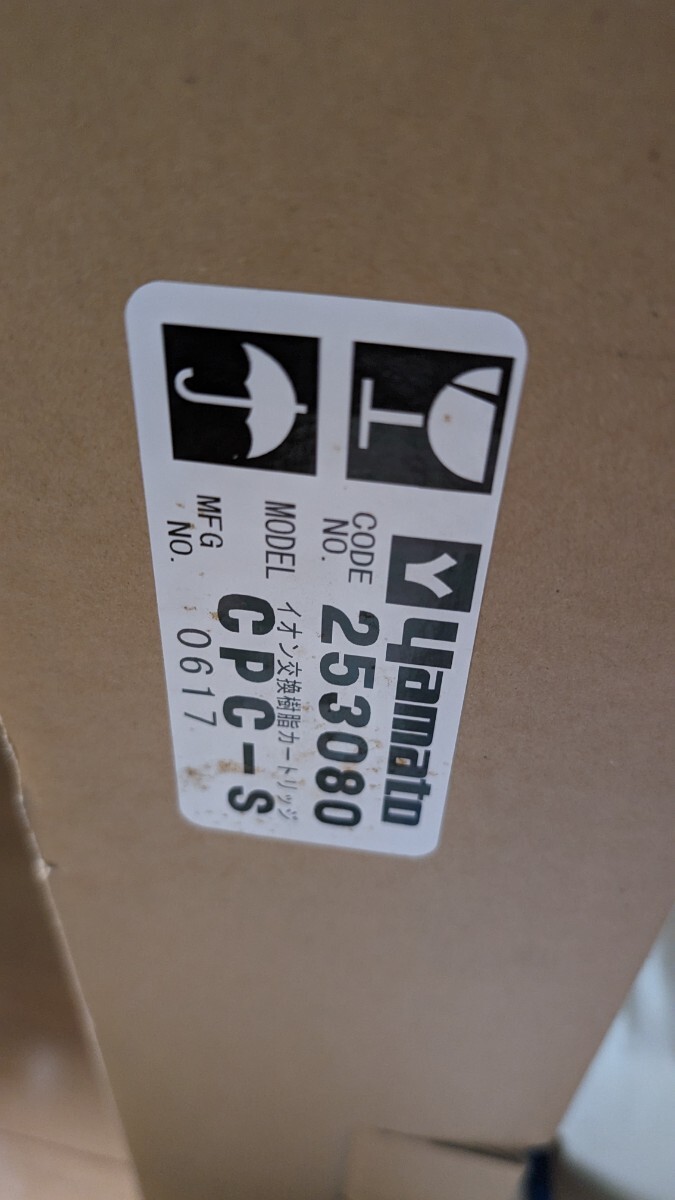 yamato
CODE NO. 253080
イオン交換樹脂カートリッジ
MODEL CPC-S
MFG NO. 0617